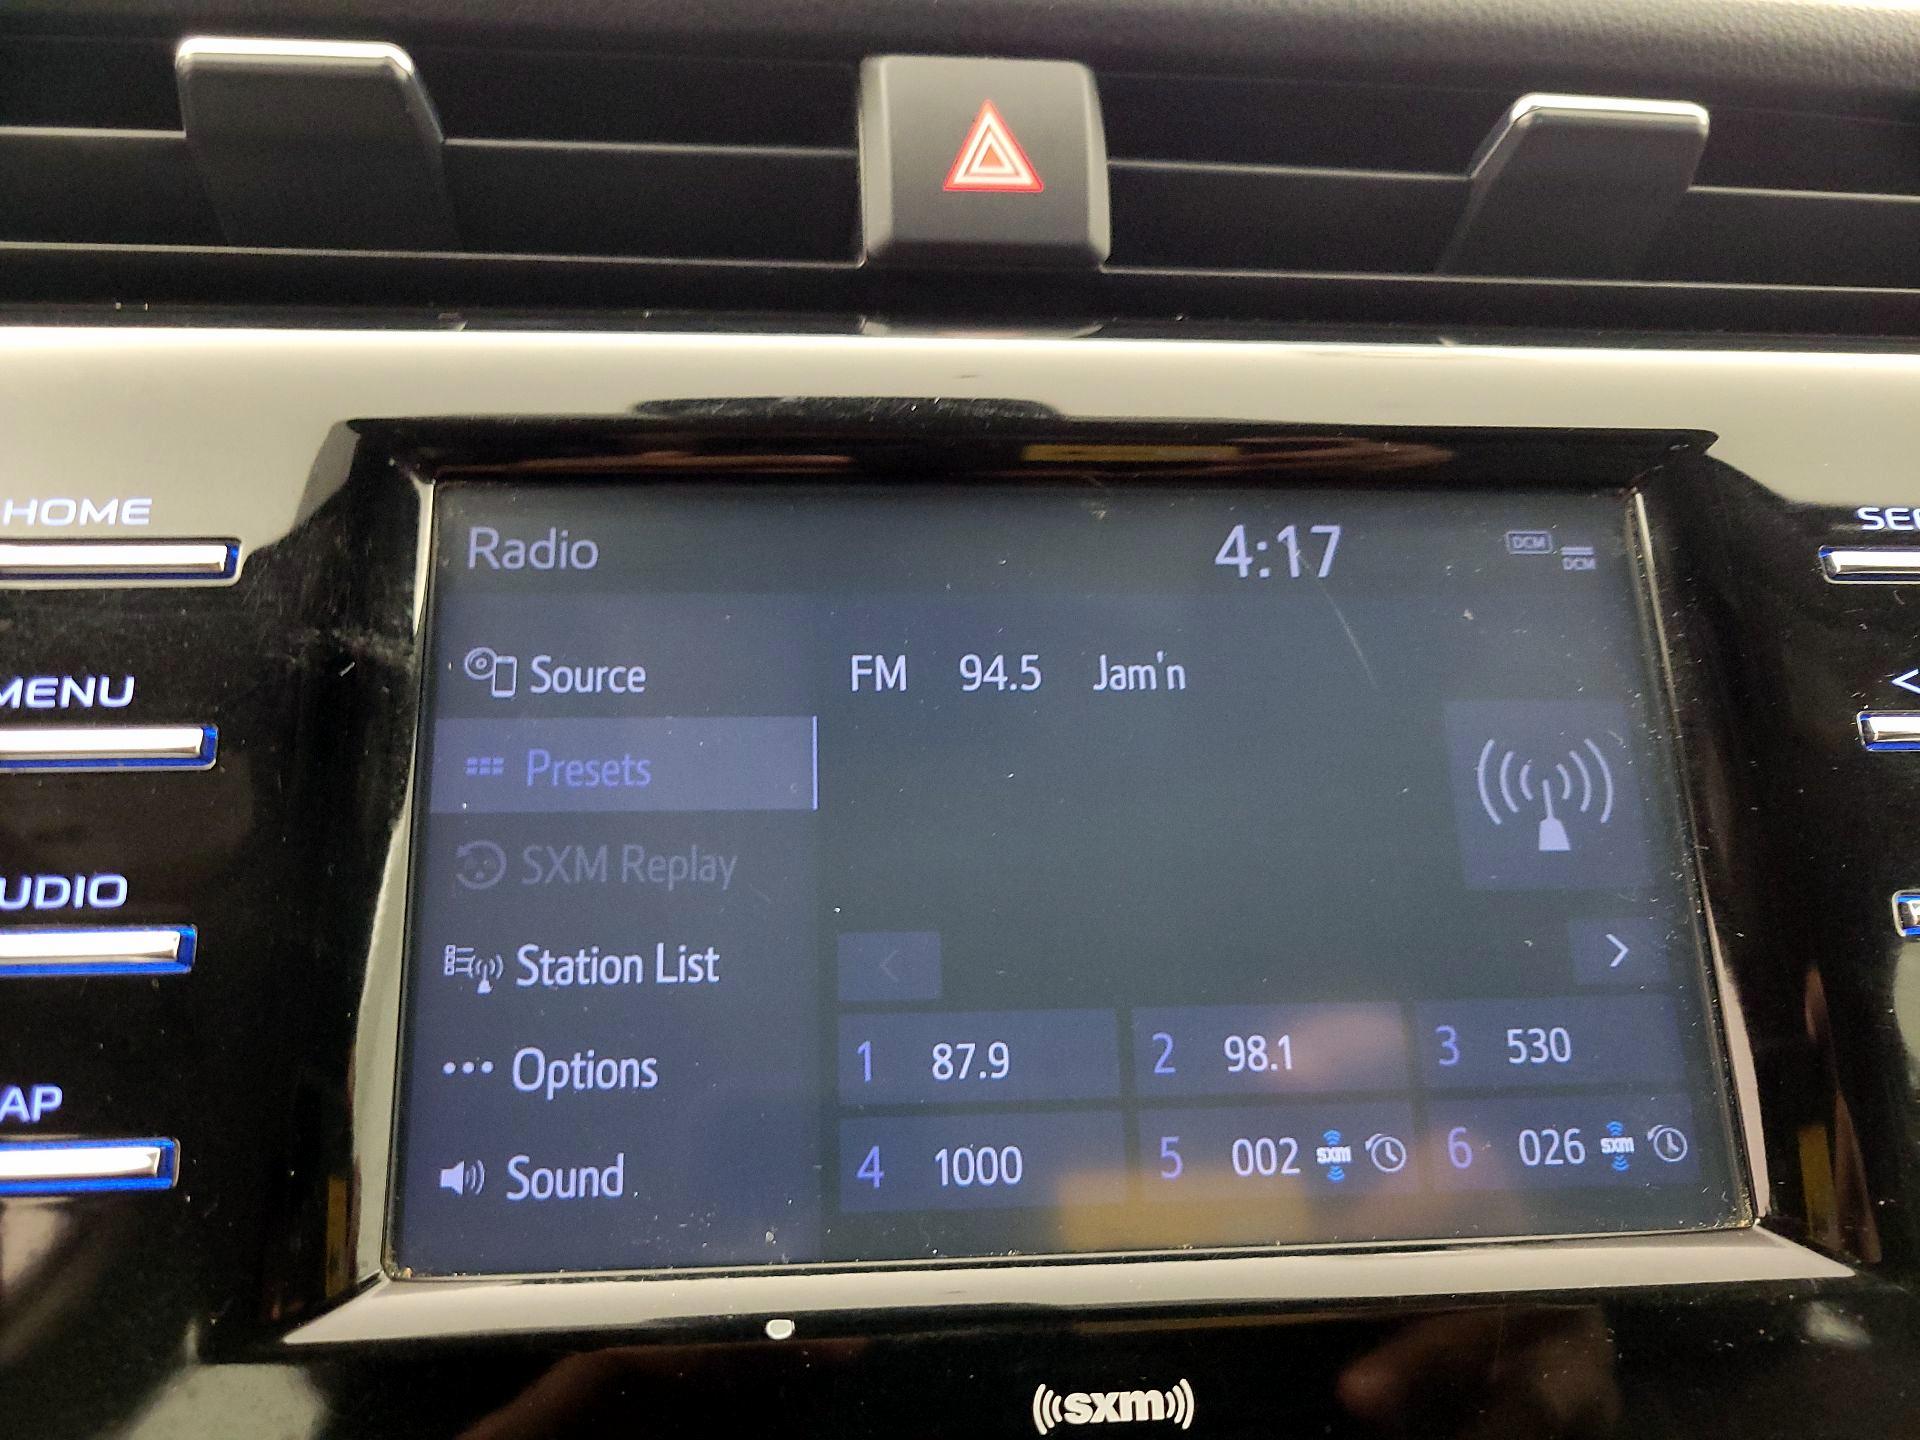 HOME
MENU
UDIO
AP
Radio
4:17
DCM
DCM
Source
Presets
SXM Replay
Station List
Options
Sound
FM 94.5 Jam'n
1 87.9
2 98.1
3 530
4 1000
5 002 sxm
6 026 sxm
SE
<
>
<
sxm